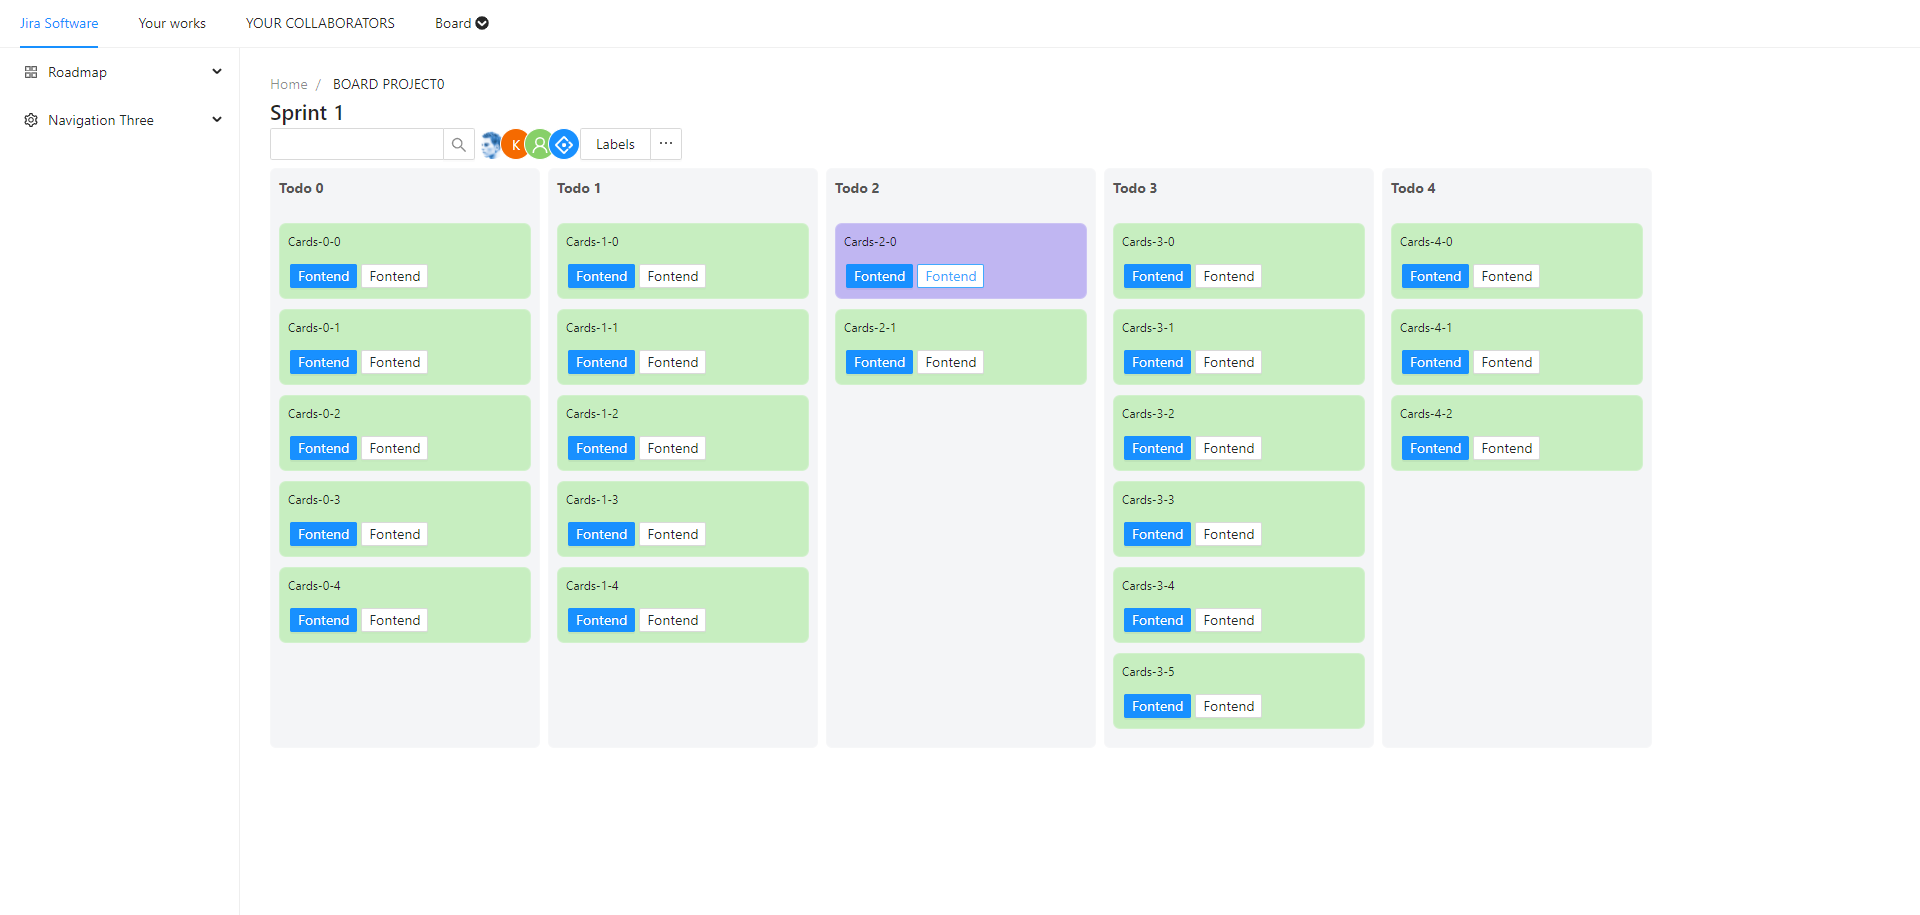 Jira Software Your works YOUR COLLABORATORS Board
Roadmap
Navigation Three
Home / BOARD PROJECT0
Sprint 1
K Labels ···
Todo 0
Cards-0-0
Fontend Fontend
Cards-0-1
Fontend Fontend
Cards-0-2
Fontend Fontend
Cards-0-3
Fontend Fontend
Cards-0-4
Fontend Fontend
Todo 1
Cards-1-0
Fontend Fontend
Cards-1-1
Fontend Fontend
Cards-1-2
Fontend Fontend
Cards-1-3
Fontend Fontend
Cards-1-4
Fontend Fontend
Todo 2
Cards-2-0
Fontend Fontend
Cards-2-1
Fontend Fontend
Todo 3
Cards-3-0
Fontend Fontend
Cards-3-1
Fontend Fontend
Cards-3-2
Fontend Fontend
Cards-3-3
Fontend Fontend
Cards-3-4
Fontend Fontend
Cards-3-5
Fontend Fontend
Todo 4
Cards-4-0
Fontend Fontend
Cards-4-1
Fontend Fontend
Cards-4-2
Fontend Fontend